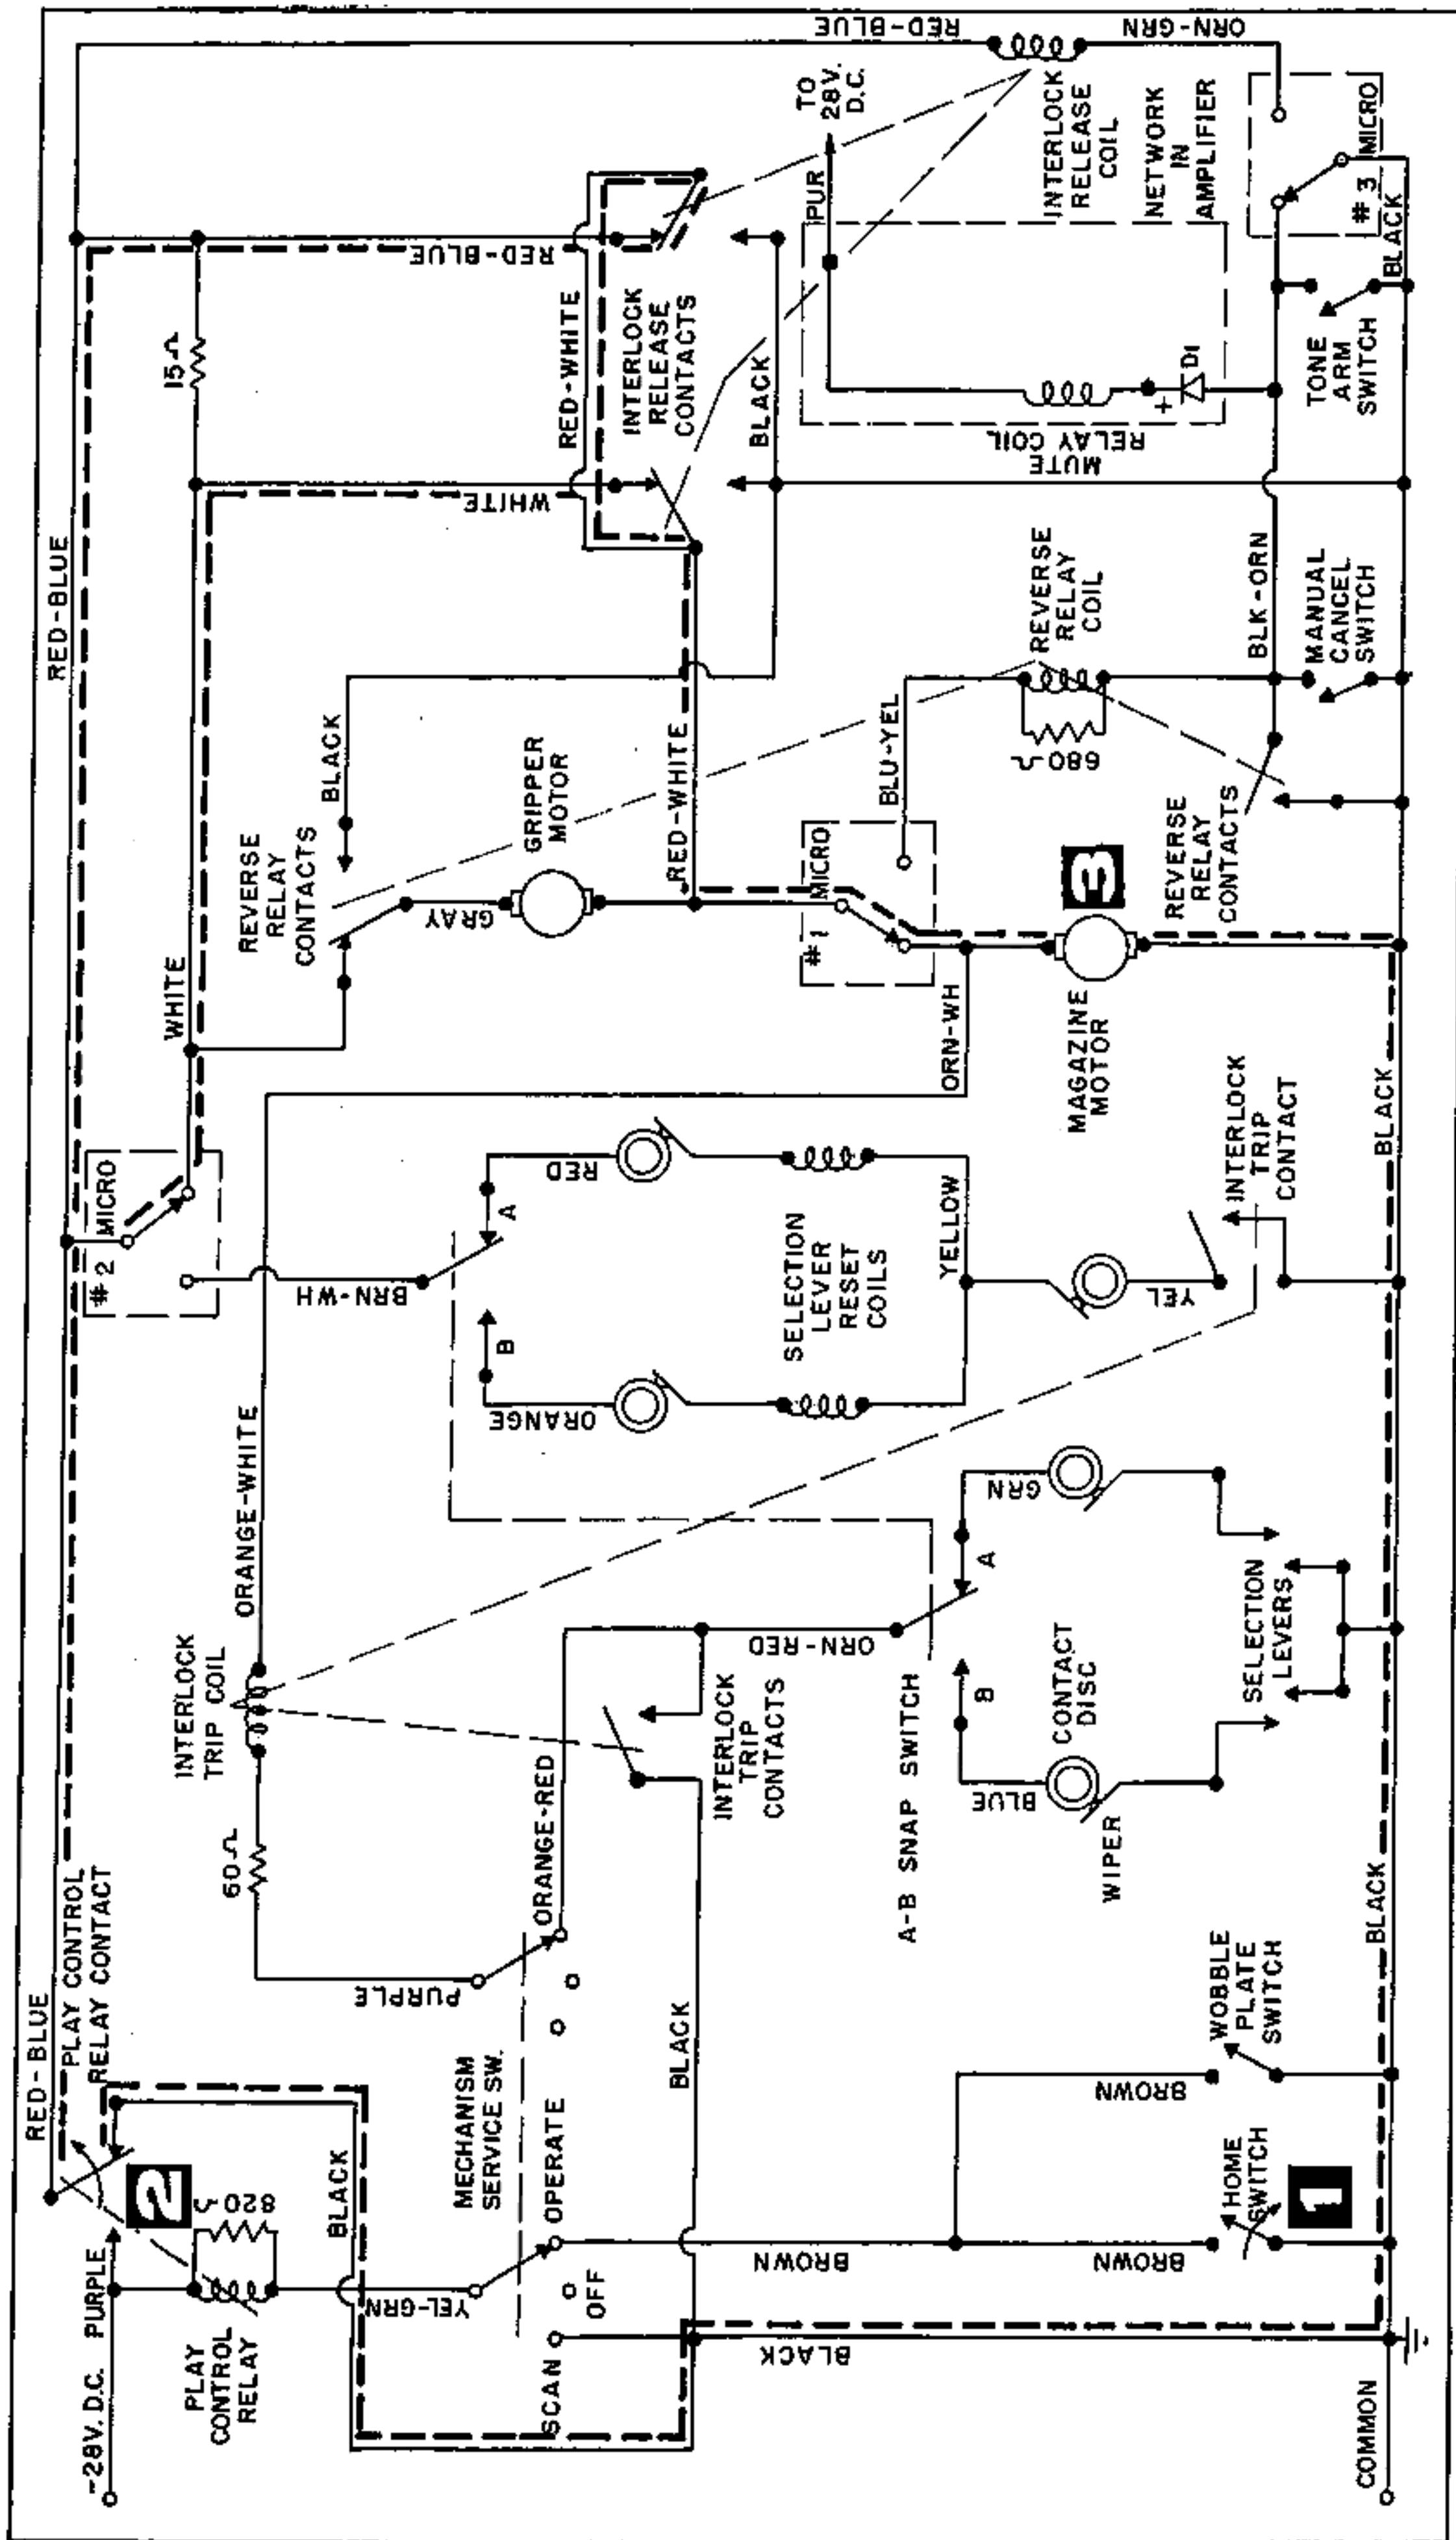 -28V. D.C.
PURPLE
RED-BLUE
PLAY CONTROL
RELAY CONTACT
2
820Ω
PLAY
CONTROL
RELAY
YEL-GRN
BLACK
MECHANISM
SERVICE SW.
SCAN
OFF
OPERATE
BLACK
BROWN
BROWN
BROWN
HOME
SWITCH
1
WOBBLE
PLATE
SWITCH
COMMON
BLACK
BLACK
60Ω
PURPLE
ORANGE-RED
INTERLOCK
TRIP COIL
ORANGE-WHITE
INTERLOCK
TRIP
CONTACTS
ORN-RED
A-B SNAP SWITCH
B
A
BLUE
GRN
CONTACT
DISC
WIPER
SELECTION
LEVERS
#2
MICRO
BRN-WH
B
A
ORANGE
RED
SELECTION
LEVER
RESET
COILS
YELLOW
YEL
INTERLOCK
TRIP
CONTACT
BLACK
WHITE
REVERSE
RELAY
CONTACTS
BLACK
GRAY
GRIPPER
MOTOR
RED-WHITE
ORN-WH
#1
MICRO
BLU-YEL
MAGAZINE
MOTOR
3
REVERSE
RELAY
CONTACTS
680Ω
REVERSE
RELAY
COIL
BLK-ORN
MANUAL
CANCEL
SWITCH
RED-BLUE
15Ω
WHITE
RED-WHITE
RED-BLUE
INTERLOCK
RELEASE
CONTACTS
BLACK
MUTE
RELAY COIL
+
D1
PUR
TO
28V.
D.C.
INTERLOCK
RELEASE
COIL
NETWORK
IN
AMPLIFIER
TONE
ARM
SWITCH
#3
MICRO
BLACK
RED-BLUE
ORN-GRN